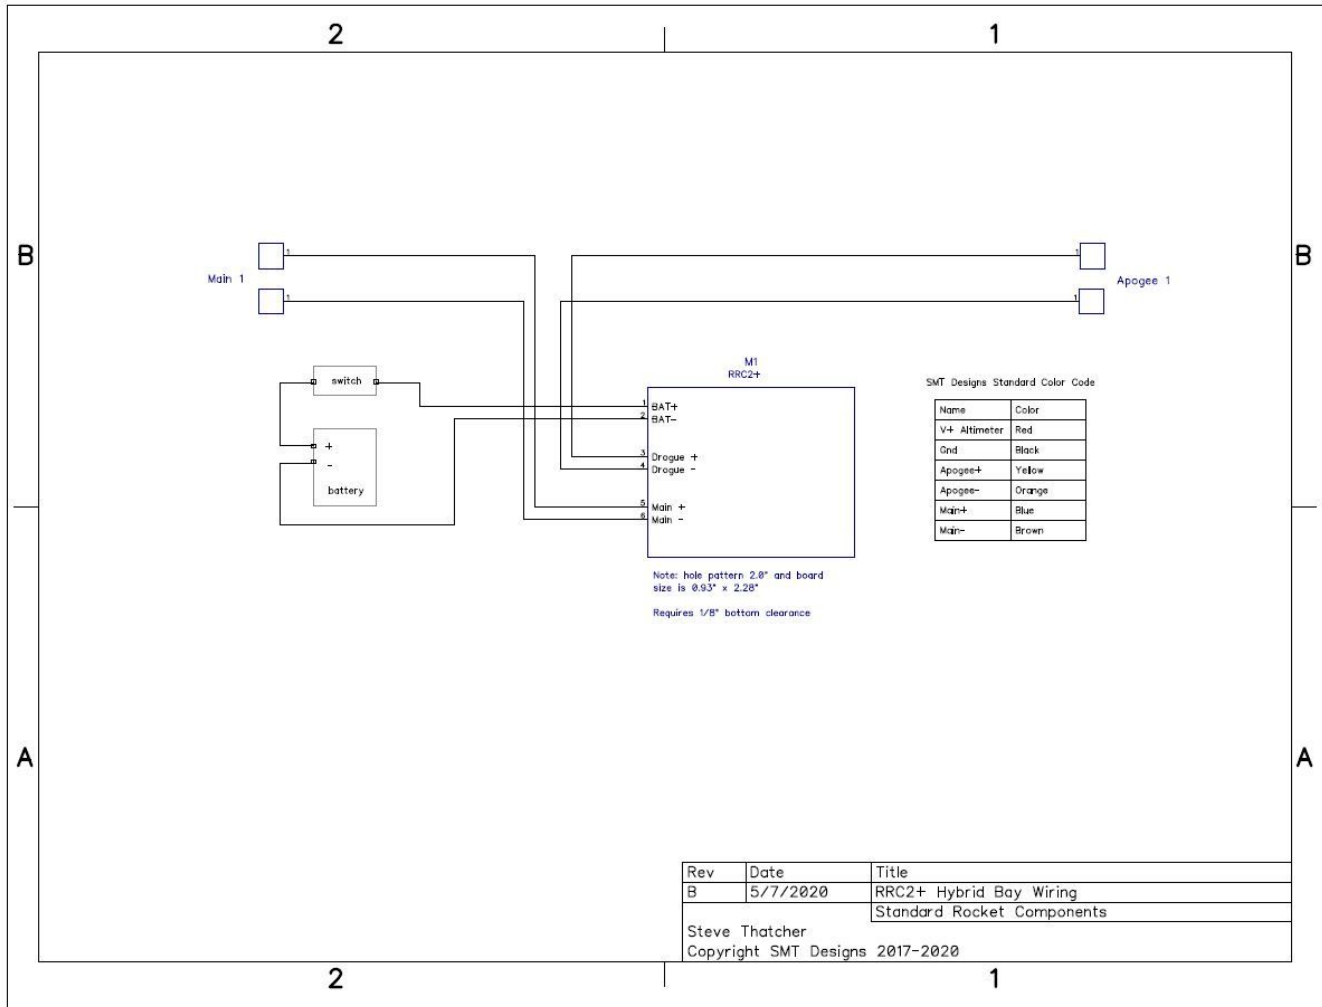 2 1
B B
1 1
Main 1 Apogee 1
1 1
M1
RRC2+
switch
SMT Designs Standard Color Code
1 BAT+
2 BAT-
Name Color
V+ Altimeter Red
+
Gnd Black
3 Drogue +
-
4 Drogue -
Apogee+ Yellow
battery
Apogee- Orange
5 Main +
Main+ Blue
6 Main -
Main- Brown
Note: hole pattern 2.0" and board
size is 0.93" x 2.28"
Requires 1/8" bottom clearance
A A
Rev Date Title
B 5/7/2020 RRC2+ Hybrid Bay Wiring
Standard Rocket Components
Steve Thatcher
Copyright SMT Designs 2017-2020
2 1